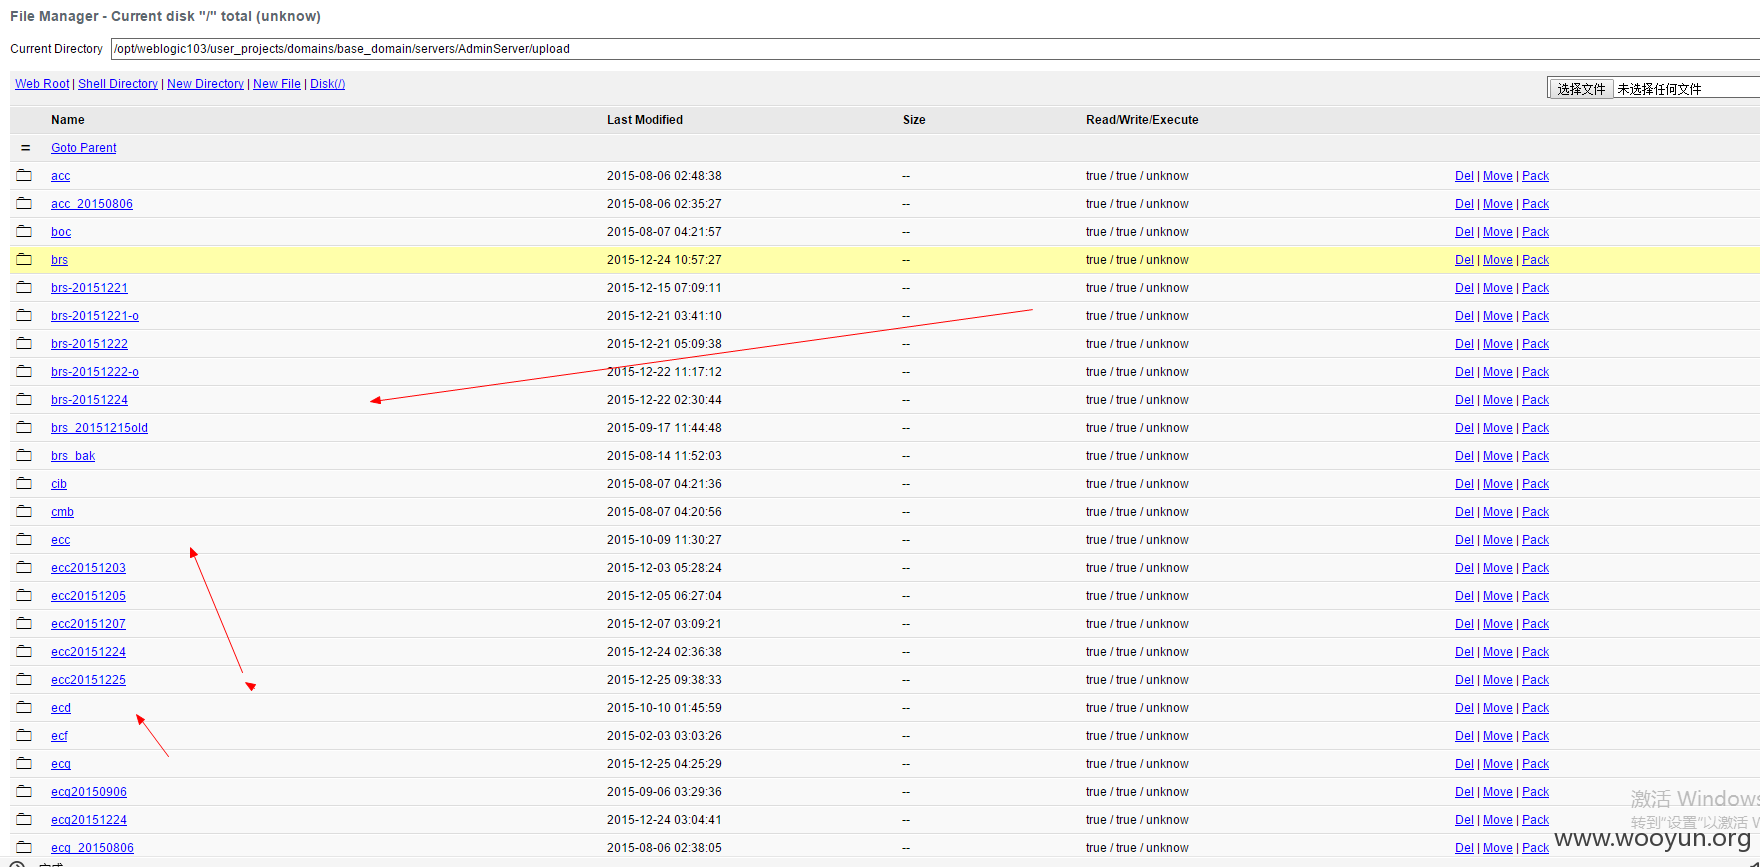 File Manager - Current disk "/" total (unknow)
Current Directory /opt/weblogic103/user_projects/domains/base_domain/servers/AdminServer/upload
Web Root | Shell Directory | New Directory | New File | Disk(/) 选择文件 未选择任何文件
Name Last Modified Size Read/Write/Execute
= Goto Parent
acc 2015-08-06 02:48:38 -- true / true / unknow Del | Move | Pack
acc_20150806 2015-08-06 02:35:27 -- true / true / unknow Del | Move | Pack
boc 2015-08-07 04:21:57 -- true / true / unknow Del | Move | Pack
brs 2015-12-24 10:57:27 -- true / true / unknow Del | Move | Pack
brs-20151221 2015-12-15 07:09:11 -- true / true / unknow Del | Move | Pack
brs-20151221-o 2015-12-21 03:41:10 -- true / true / unknow Del | Move | Pack
brs-20151222 2015-12-21 05:09:38 -- true / true / unknow Del | Move | Pack
brs-20151222-o 2015-12-22 11:17:12 -- true / true / unknow Del | Move | Pack
brs-20151224 2015-12-22 02:30:44 -- true / true / unknow Del | Move | Pack
brs_20151215old 2015-09-17 11:44:48 -- true / true / unknow Del | Move | Pack
brs_bak 2015-08-14 11:52:03 -- true / true / unknow Del | Move | Pack
cib 2015-08-07 04:21:36 -- true / true / unknow Del | Move | Pack
cmb 2015-08-07 04:20:56 -- true / true / unknow Del | Move | Pack
ecc 2015-10-09 11:30:27 -- true / true / unknow Del | Move | Pack
ecc20151203 2015-12-03 05:28:24 -- true / true / unknow Del | Move | Pack
ecc20151205 2015-12-05 06:27:04 -- true / true / unknow Del | Move | Pack
ecc20151207 2015-12-07 03:09:21 -- true / true / unknow Del | Move | Pack
ecc20151224 2015-12-24 02:36:38 -- true / true / unknow Del | Move | Pack
ecc20151225 2015-12-25 09:38:33 -- true / true / unknow Del | Move | Pack
ecd 2015-10-10 01:45:59 -- true / true / unknow Del | Move | Pack
ecf 2015-02-03 03:03:26 -- true / true / unknow Del | Move | Pack
ecg 2015-12-25 04:25:29 -- true / true / unknow Del | Move | Pack
ecg20150906 2015-09-06 03:29:36 -- true / true / unknow Del | Move | Pack
ecg20151224 2015-12-24 03:04:41 -- true / true / unknow Del | Move | Pack
ecg_20150806 2015-08-06 02:38:05 -- true / true / unknow Del | Move | Pack
激活 Windows
转到"设置"以激活 W
www.wooyun.org